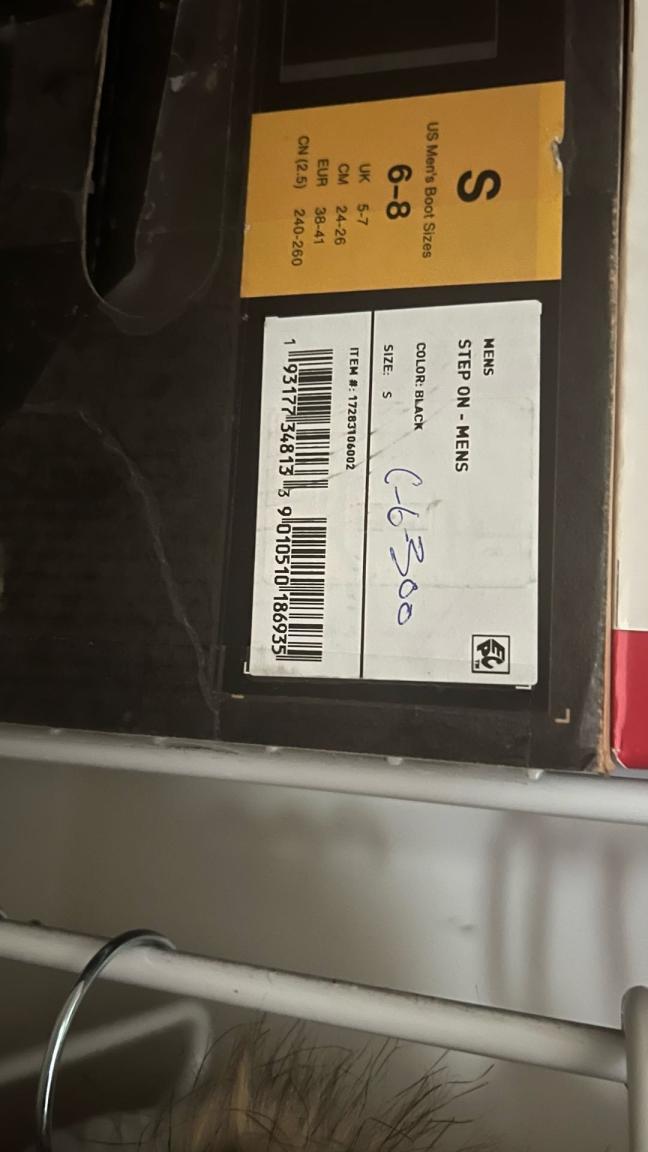 S
US Men's Boot Sizes
6–8
UK 5-7
CM 24-26
EUR 38-41
CN (2.5) 240-260
MENS
STEP ON - MENS
COLOR: BLACK
SIZE: S
C-6-300
ITEM #: 17283106002
1 93177 34813 3 9 010510 186935